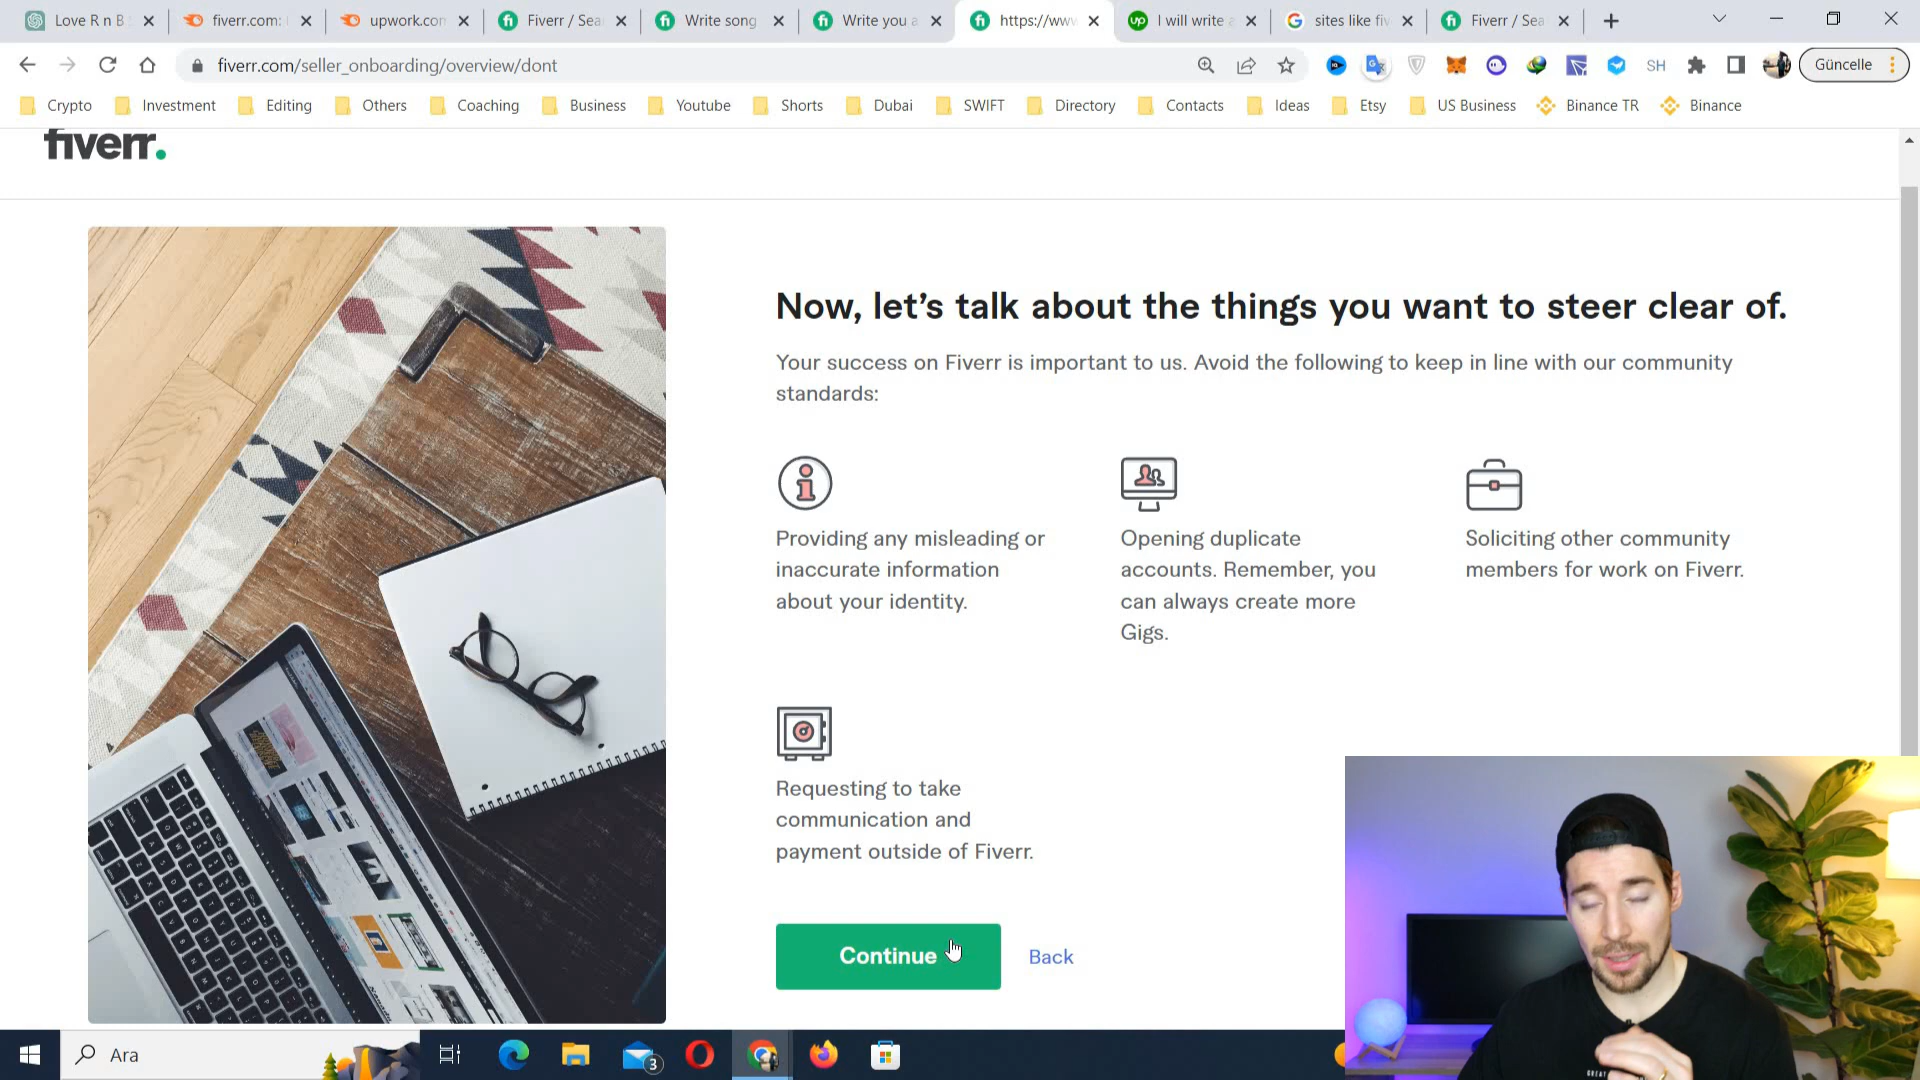 Love R n B
fiverr.com:
upwork.com
Fiverr / Sea
Write song
Write you a
https://www
I will write a
sites like fiv
Fiverr / Sea
fiverr.com/seller_onboarding/overview/dont
SH
Güncelle
Crypto
Investment
Editing
Others
Coaching
Business
Youtube
Shorts
Dubai
SWIFT
Directory
Contacts
Ideas
Etsy
US Business
Binance TR
Binance
fiverr.
Now, let's talk about the things you want to steer clear of.
Your success on Fiverr is important to us. Avoid the following to keep in line with our community
standards:
Providing any misleading or
inaccurate information
about your identity.
Opening duplicate
accounts. Remember, you
can always create more
Gigs.
Soliciting other community
members for work on Fiverr.
Requesting to take
communication and
payment outside of Fiverr.
Continue
Back
Ara
3